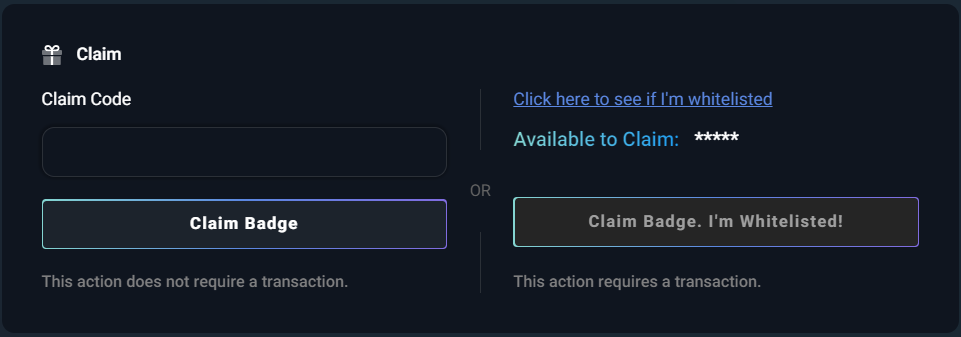 Claim
Claim Code
Claim Badge
This action does not require a transaction.
OR
Click here to see if I'm whitelisted
Available to Claim: *****
Claim Badge. I'm Whitelisted!
This action requires a transaction.